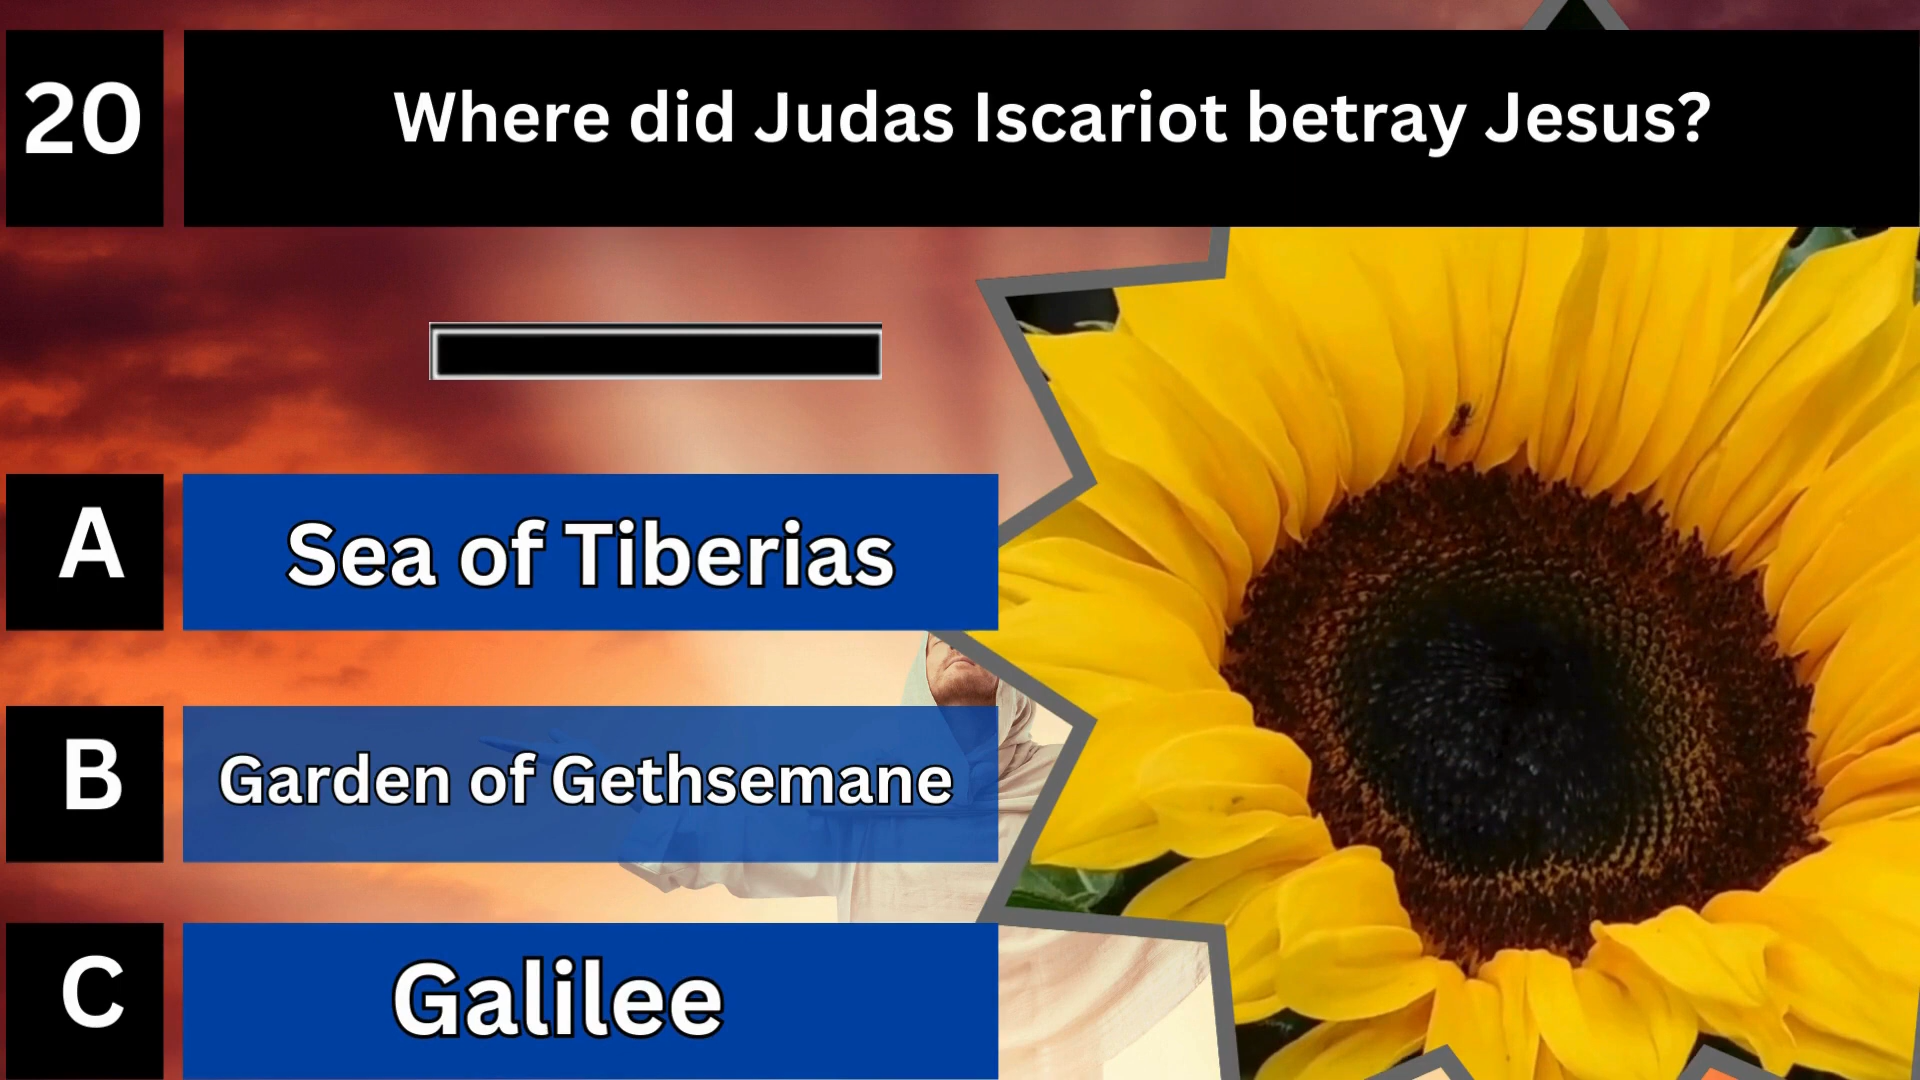 20
Where did Judas Iscariot betray Jesus?
A
Sea of Tiberias
B
Garden of Gethsemane
C
Galilee